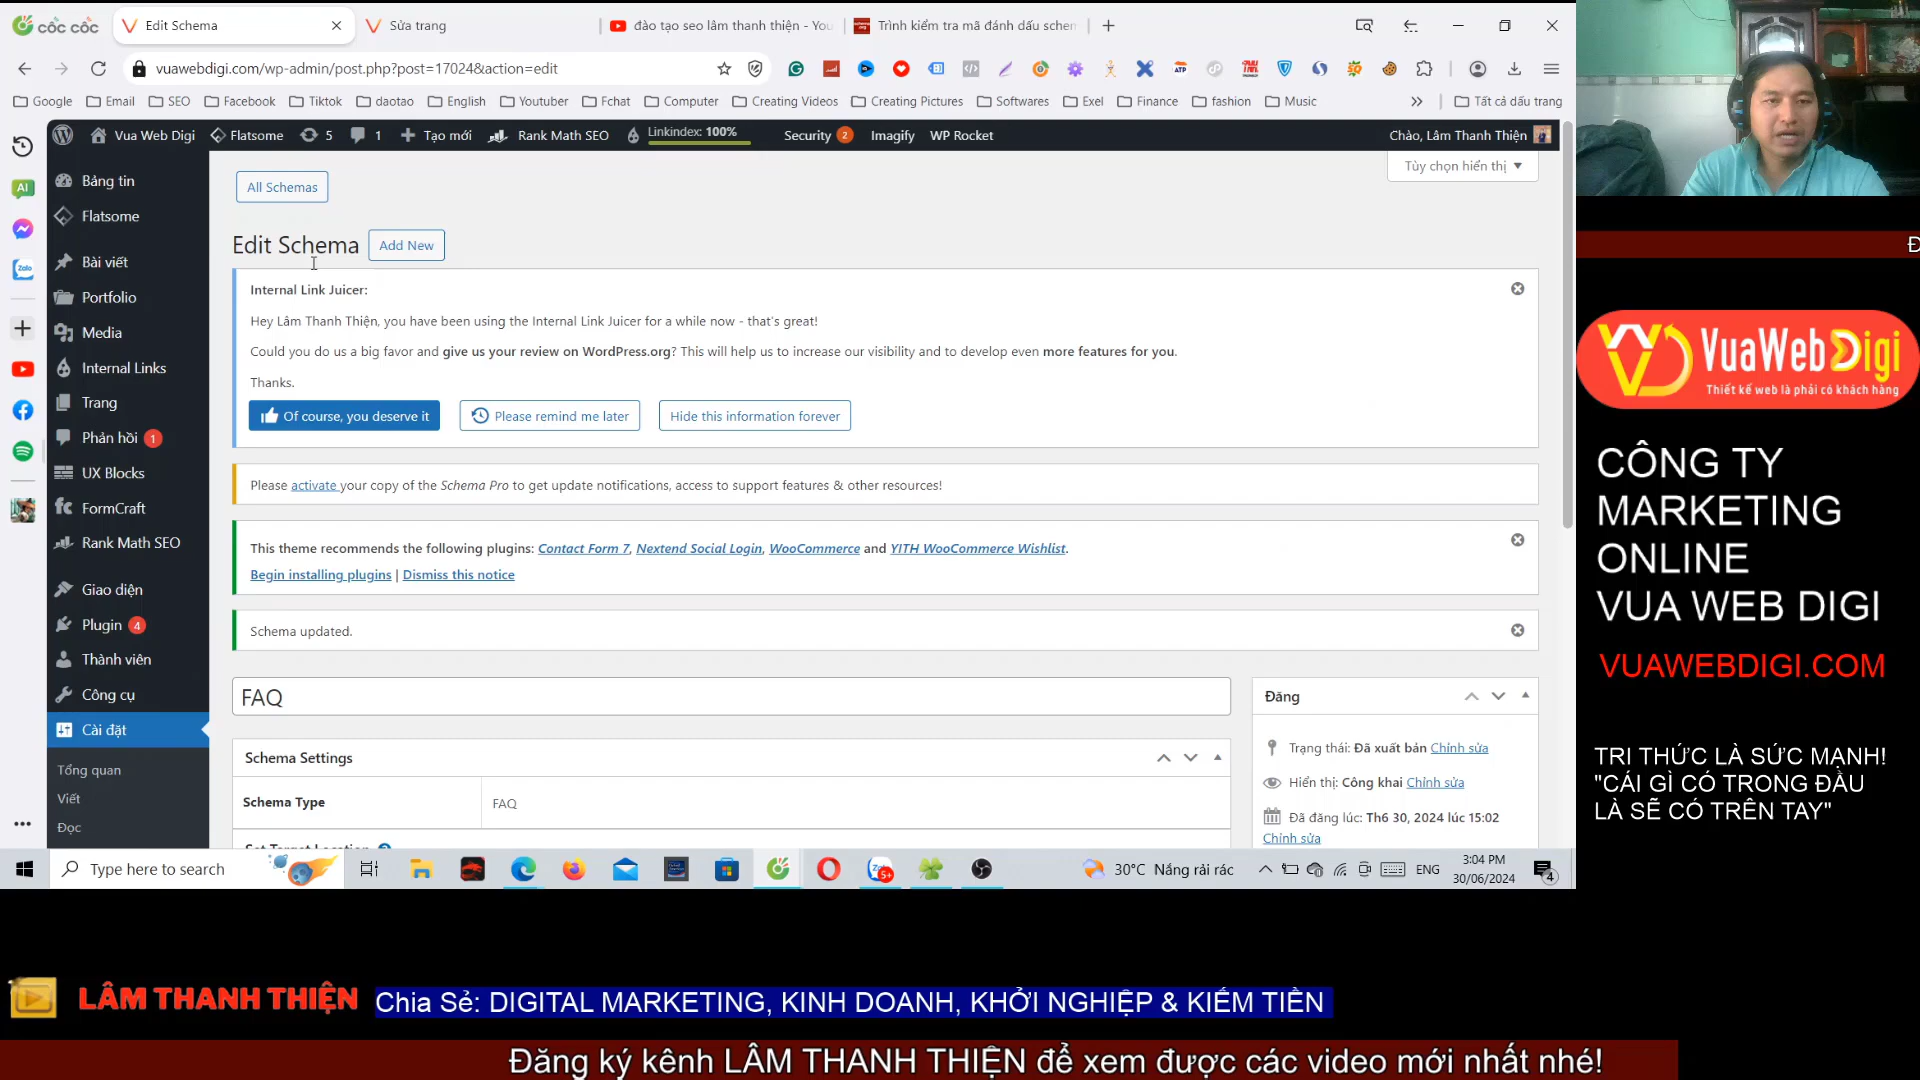 cốc cốc
Edit Schema
Sửa trang
đào tạo seo lâm thanh thiện - You
Trình kiểm tra mã đánh dấu schem
vuawebdigi.com/wp-admin/post.php?post=17024&action=edit
Google
Email
SEO
Facebook
Tiktok
daotao
English
Youtuber
Fchat
Computer
Creating Videos
Creating Pictures
Softwares
Exel
Finance
fashion
Music
Tất cả dấu trang
Vua Web Digi
Flatsome
5
1
Tạo mới
Rank Math SEO
Linkindex: 100%
Security 2
Imagify
WP Rocket
Chào, Lâm Thanh Thiện
Tùy chọn hiển thị
AI
Zalo
Bảng tin
Flatsome
Bài viết
Portfolio
Media
Internal Links
Trang
Phản hồi 1
UX Blocks
FormCraft
Rank Math SEO
Giao diện
Plugin 4
Thành viên
Công cụ
Cài đặt
Tổng quan
Viết
Đọc
All Schemas
Edit Schema
Add New
Internal Link Juicer:
Hey Lâm Thanh Thiện, you have been using the Internal Link Juicer for a while now - that's great!
Could you do us a big favor and give us your review on WordPress.org? This will help us to increase our visibility and to develop even more features for you.
Thanks.
Of course, you deserve it
Please remind me later
Hide this information forever
Please activate your copy of the Schema Pro to get update notifications, access to support features & other resources!
This theme recommends the following plugins: Contact Form 7, Nextend Social Login, WooCommerce and YITH WooCommerce Wishlist.
Begin installing plugins | Dismiss this notice
Schema updated.
FAQ
Schema Settings
Schema Type
FAQ
Set Target Location
Đăng
Trạng thái: Đã xuất bản Chỉnh sửa
Hiển thị: Công khai Chỉnh sửa
Đã đăng lúc: Th6 30, 2024 lúc 15:02
Chỉnh sửa
Type here to search
5+
30°C Nắng rải rác
ENG
3:04 PM
30/06/2024
4
Đ
VuaWebDigi
Thiết kế web là phải có khách hàng
CÔNG TY
MARKETING
ONLINE
VUA WEB DIGI
VUAWEBDIGI.COM
TRI THỨC LÀ SỨC MẠNH!
"CÁI GÌ CÓ TRONG ĐẦU
LÀ SẼ CÓ TRÊN TAY"
LÂM THANH THIỆN
Chia Sẻ: DIGITAL MARKETING, KINH DOANH, KHỞI NGHIỆP & KIẾM TIỀN
Đăng ký kênh LÂM THANH THIỆN để xem được các video mới nhất nhé!